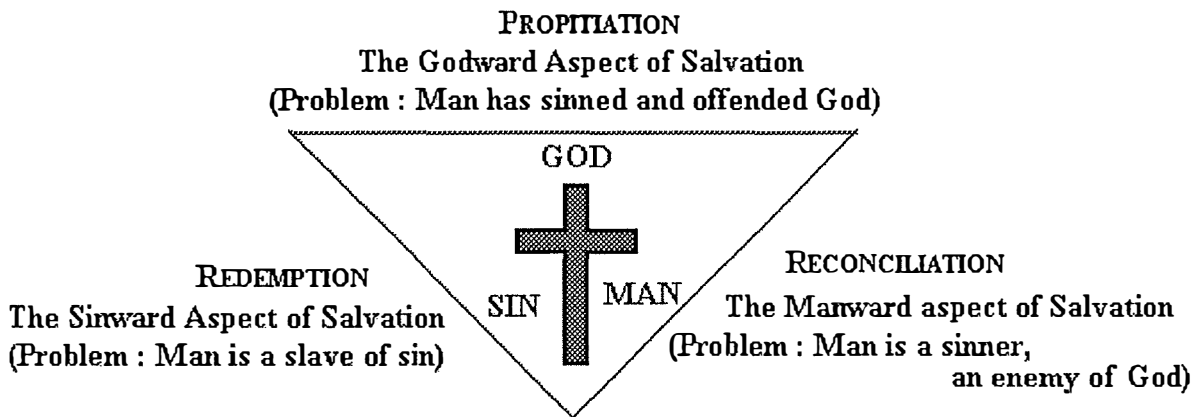 PROPITIATION
The Godward Aspect of Salvation
(Problem : Man has sinned and offended God)
GOD
SIN
MAN
REDEMPTION
The Sinward Aspect of Salvation
(Problem : Man is a slave of sin)
RECONCILIATION
The Manward aspect of Salvation
(Problem : Man is a sinner,
an enemy of God)